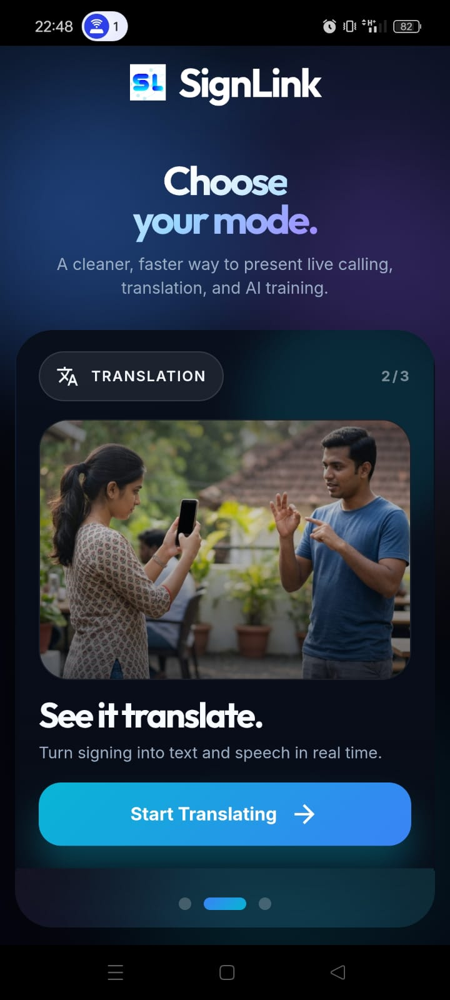 22:48
1
H+
82
SL SignLink
Choose
your mode.
A cleaner, faster way to present live calling,
translation, and AI training.
TRANSLATION
2/3
See it translate.
Turn signing into text and speech in real time.
Start Translating